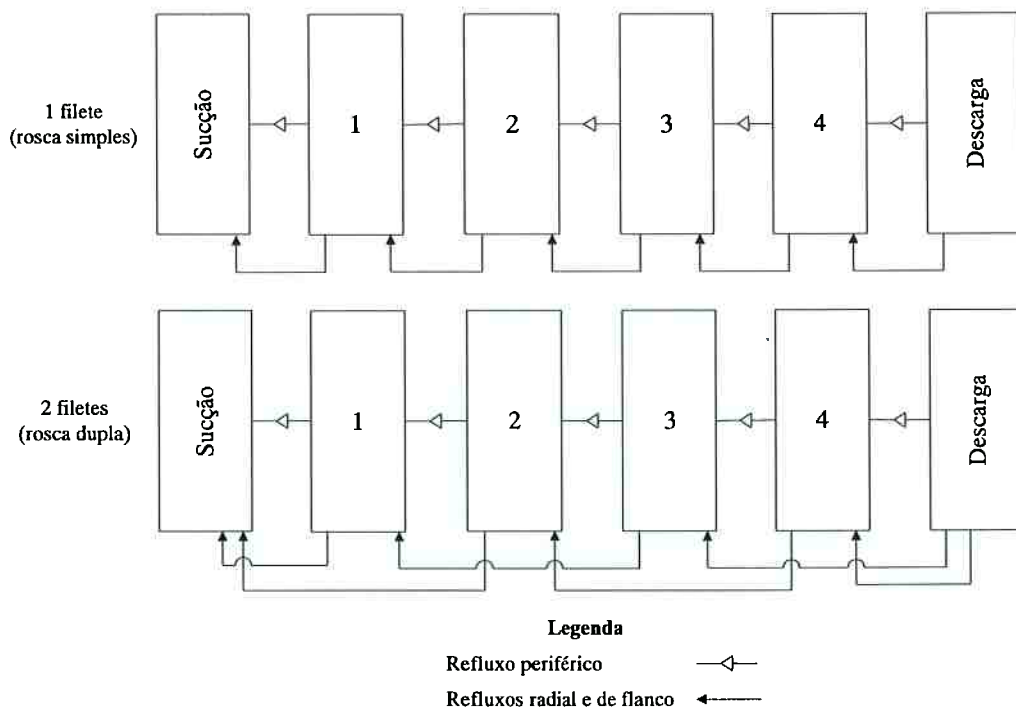 1 filete
(rosca simples)
Sucção
1
2
3
4
Descarga
2 filetes
(rosca dupla)
Sucção
1
2
3
4
Descarga
Legenda
Refluxo periférico
Refluxos radial e de flanco